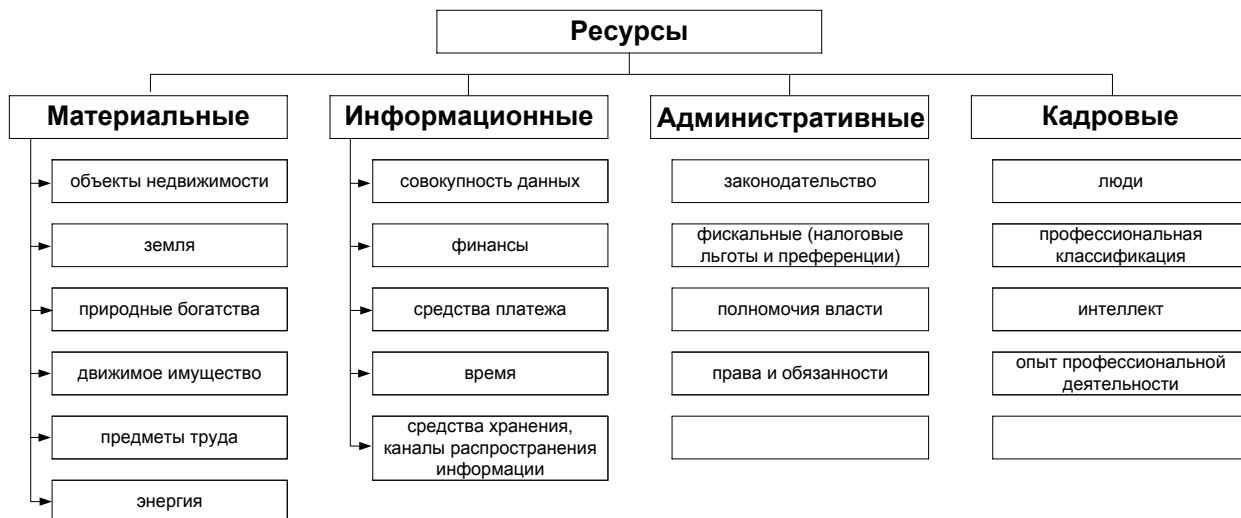 Ресурсы
Материальные
объекты недвижимости
земля
природные богатства
движимое имущество
предметы труда
энергия
Информационные
совокупность данных
финансы
средства платежа
время
средства хранения,
каналы распространения
информации
Административные
законодательство
фискальные (налоговые
льготы и преференции)
полномочия власти
права и обязанности
Кадровые
люди
профессиональная
классификация
интеллект
опыт профессиональной
деятельности